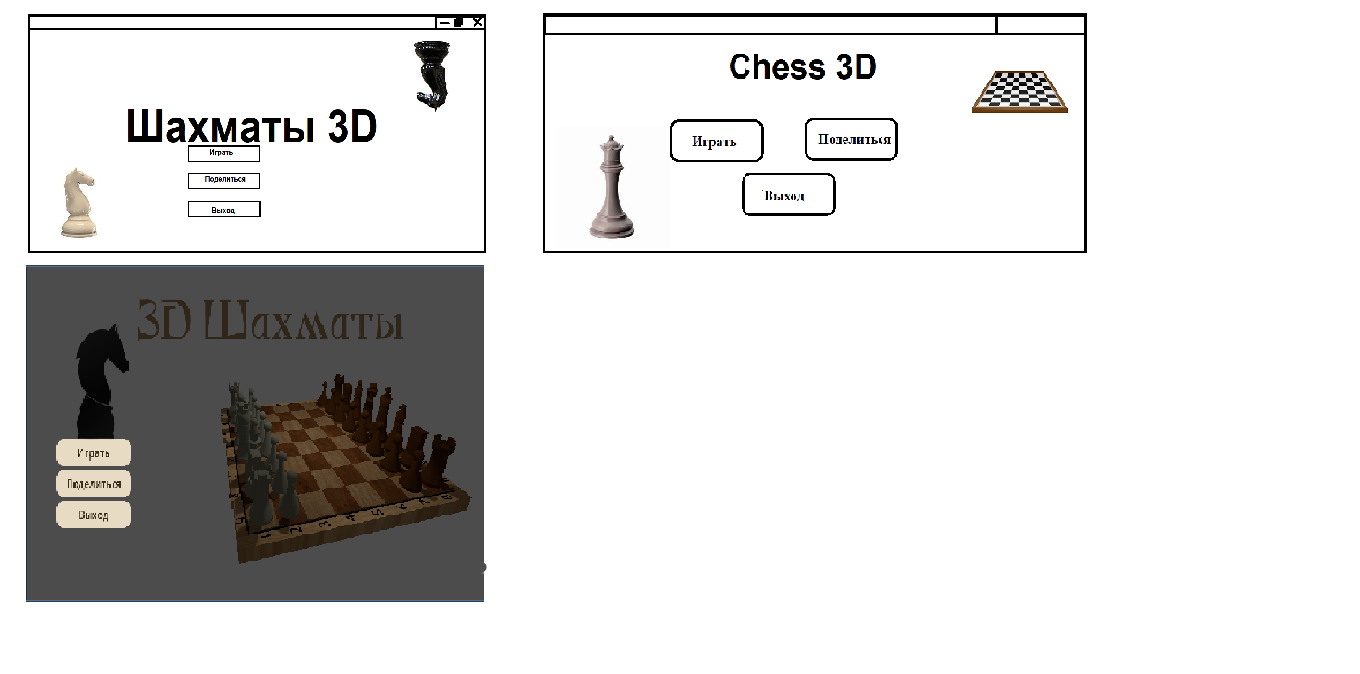 Шахматы 3D
Играть
Поделиться
Выход
Chess 3D
Играть
Поделиться
Выход
3D Шахматы
Играть
Поделиться
Выход